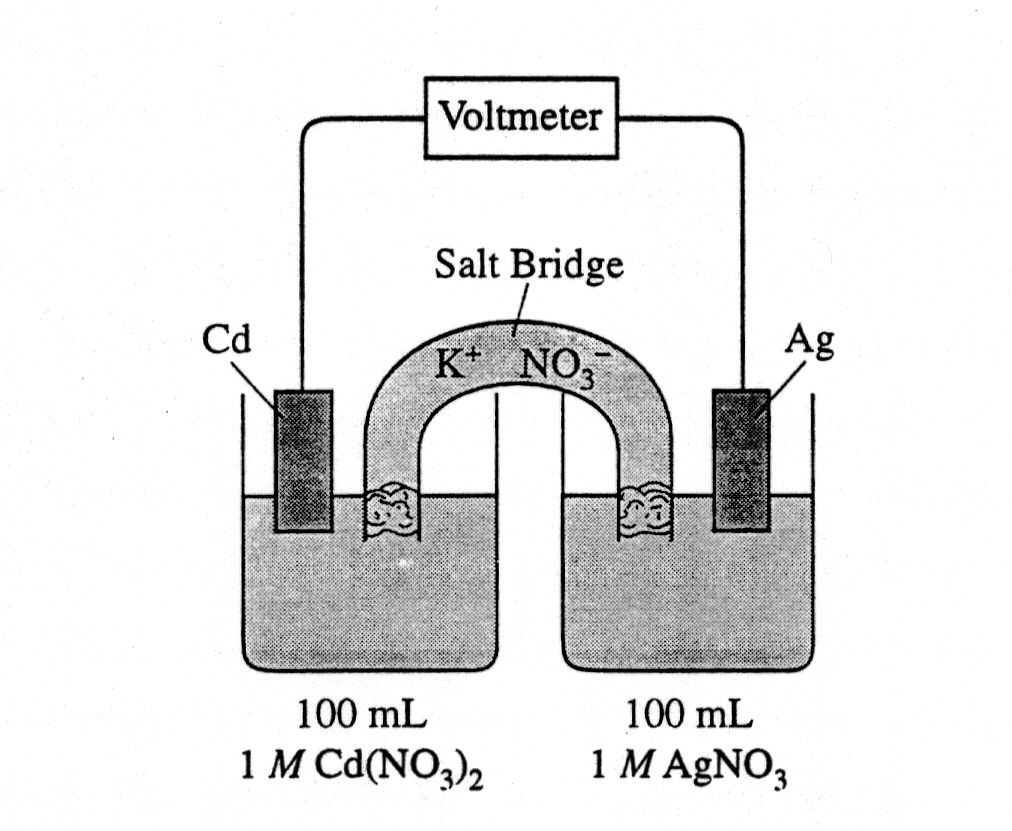 Voltmeter
Salt Bridge
Cd
Ag
K⁺ NO₃⁻
100 mL
1 M Cd(NO₃)₂
100 mL
1 M AgNO₃